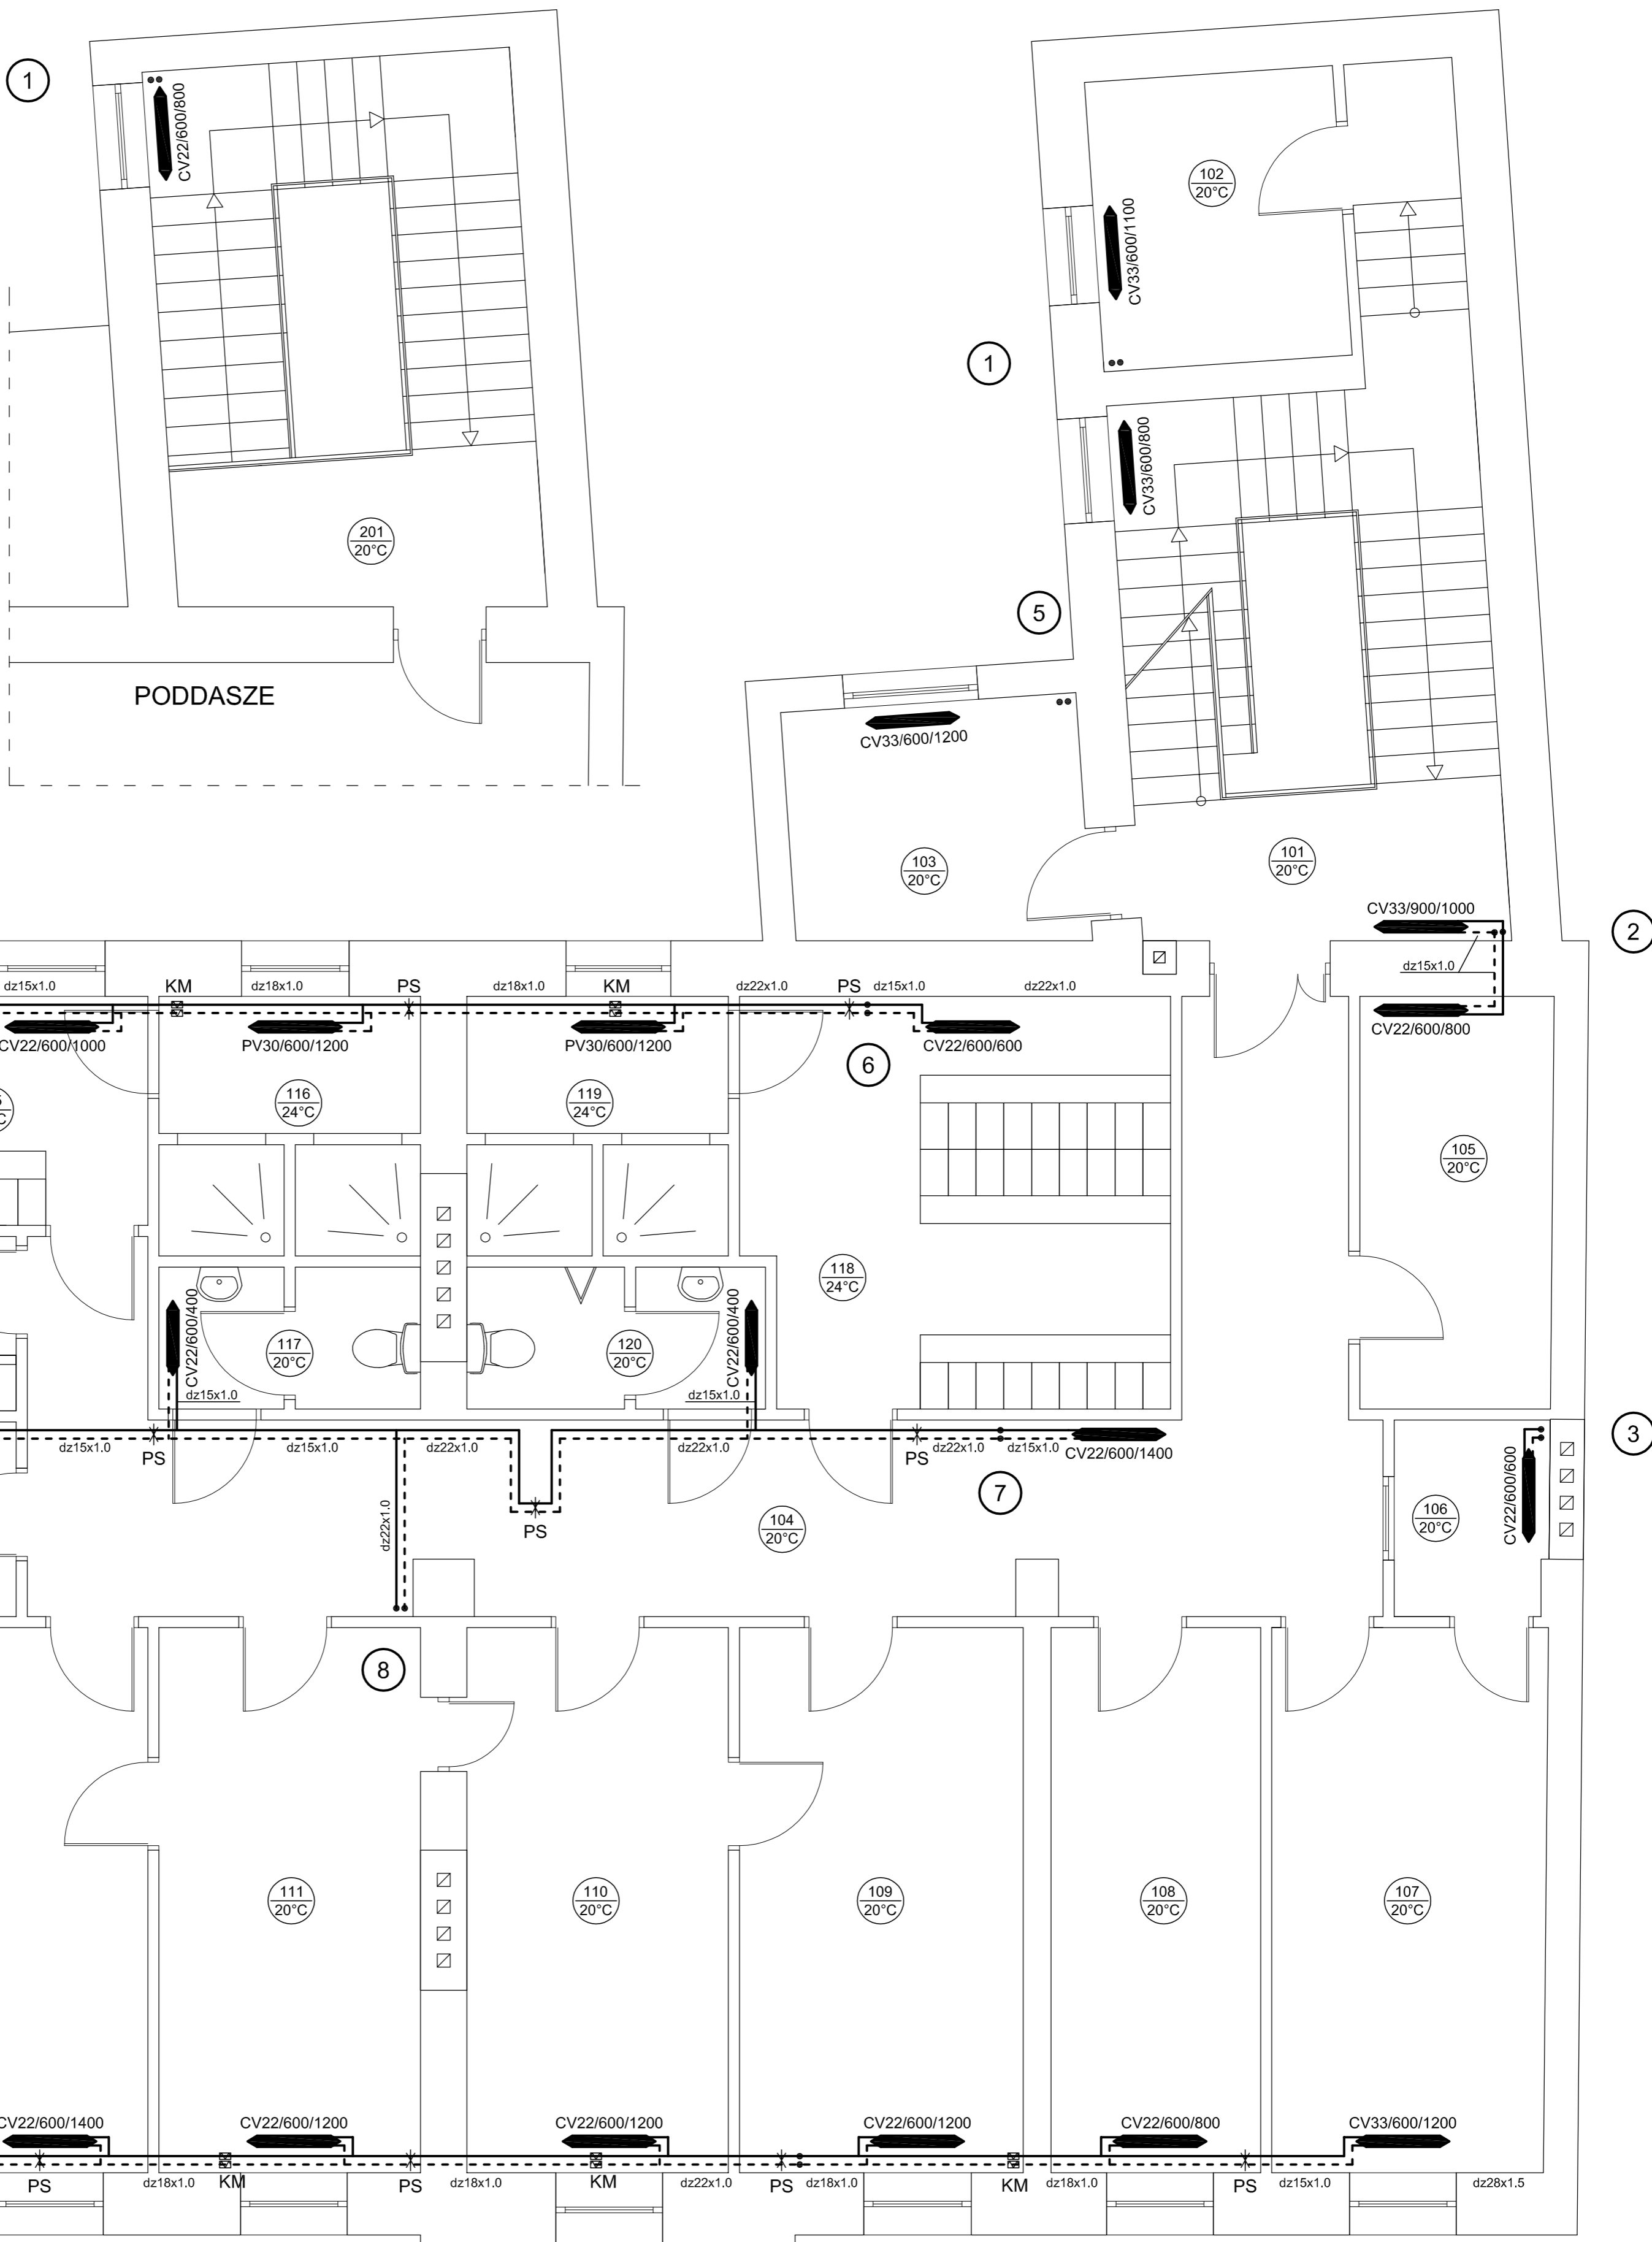 1
CV22/600/800
201
20°C
PODDASZE
102
20°C
CV33/600/1100
1
CV33/600/800
5
CV33/600/1200
103
20°C
101
20°C
CV33/900/1000
2
dz15x1.0
CV22/600/800
dz15x1.0
KM
dz18x1.0
PS
dz18x1.0
KM
dz22x1.0
PS
dz15x1.0
dz22x1.0
CV22/600/1000
PV30/600/1200
PV30/600/1200
CV22/600/600
6
116
24°C
119
24°C
105
20°C
118
24°C
CV22/600/400
117
20°C
120
20°C
CV22/600/400
dz15x1.0
dz15x1.0
dz15x1.0
PS
dz15x1.0
dz22x1.0
dz22x1.0
PS
dz22x1.0
dz15x1.0
CV22/600/1400
3
PS
7
dz22x1.0
104
20°C
106
20°C
CV22/600/600
8
111
20°C
110
20°C
109
20°C
108
20°C
107
20°C
CV22/600/1400
CV22/600/1200
CV22/600/1200
CV22/600/1200
CV22/600/800
CV33/600/1200
PS
dz18x1.0
KM
PS
dz18x1.0
KM
dz22x1.0
PS
dz18x1.0
KM
dz18x1.0
PS
dz15x1.0
dz28x1.5